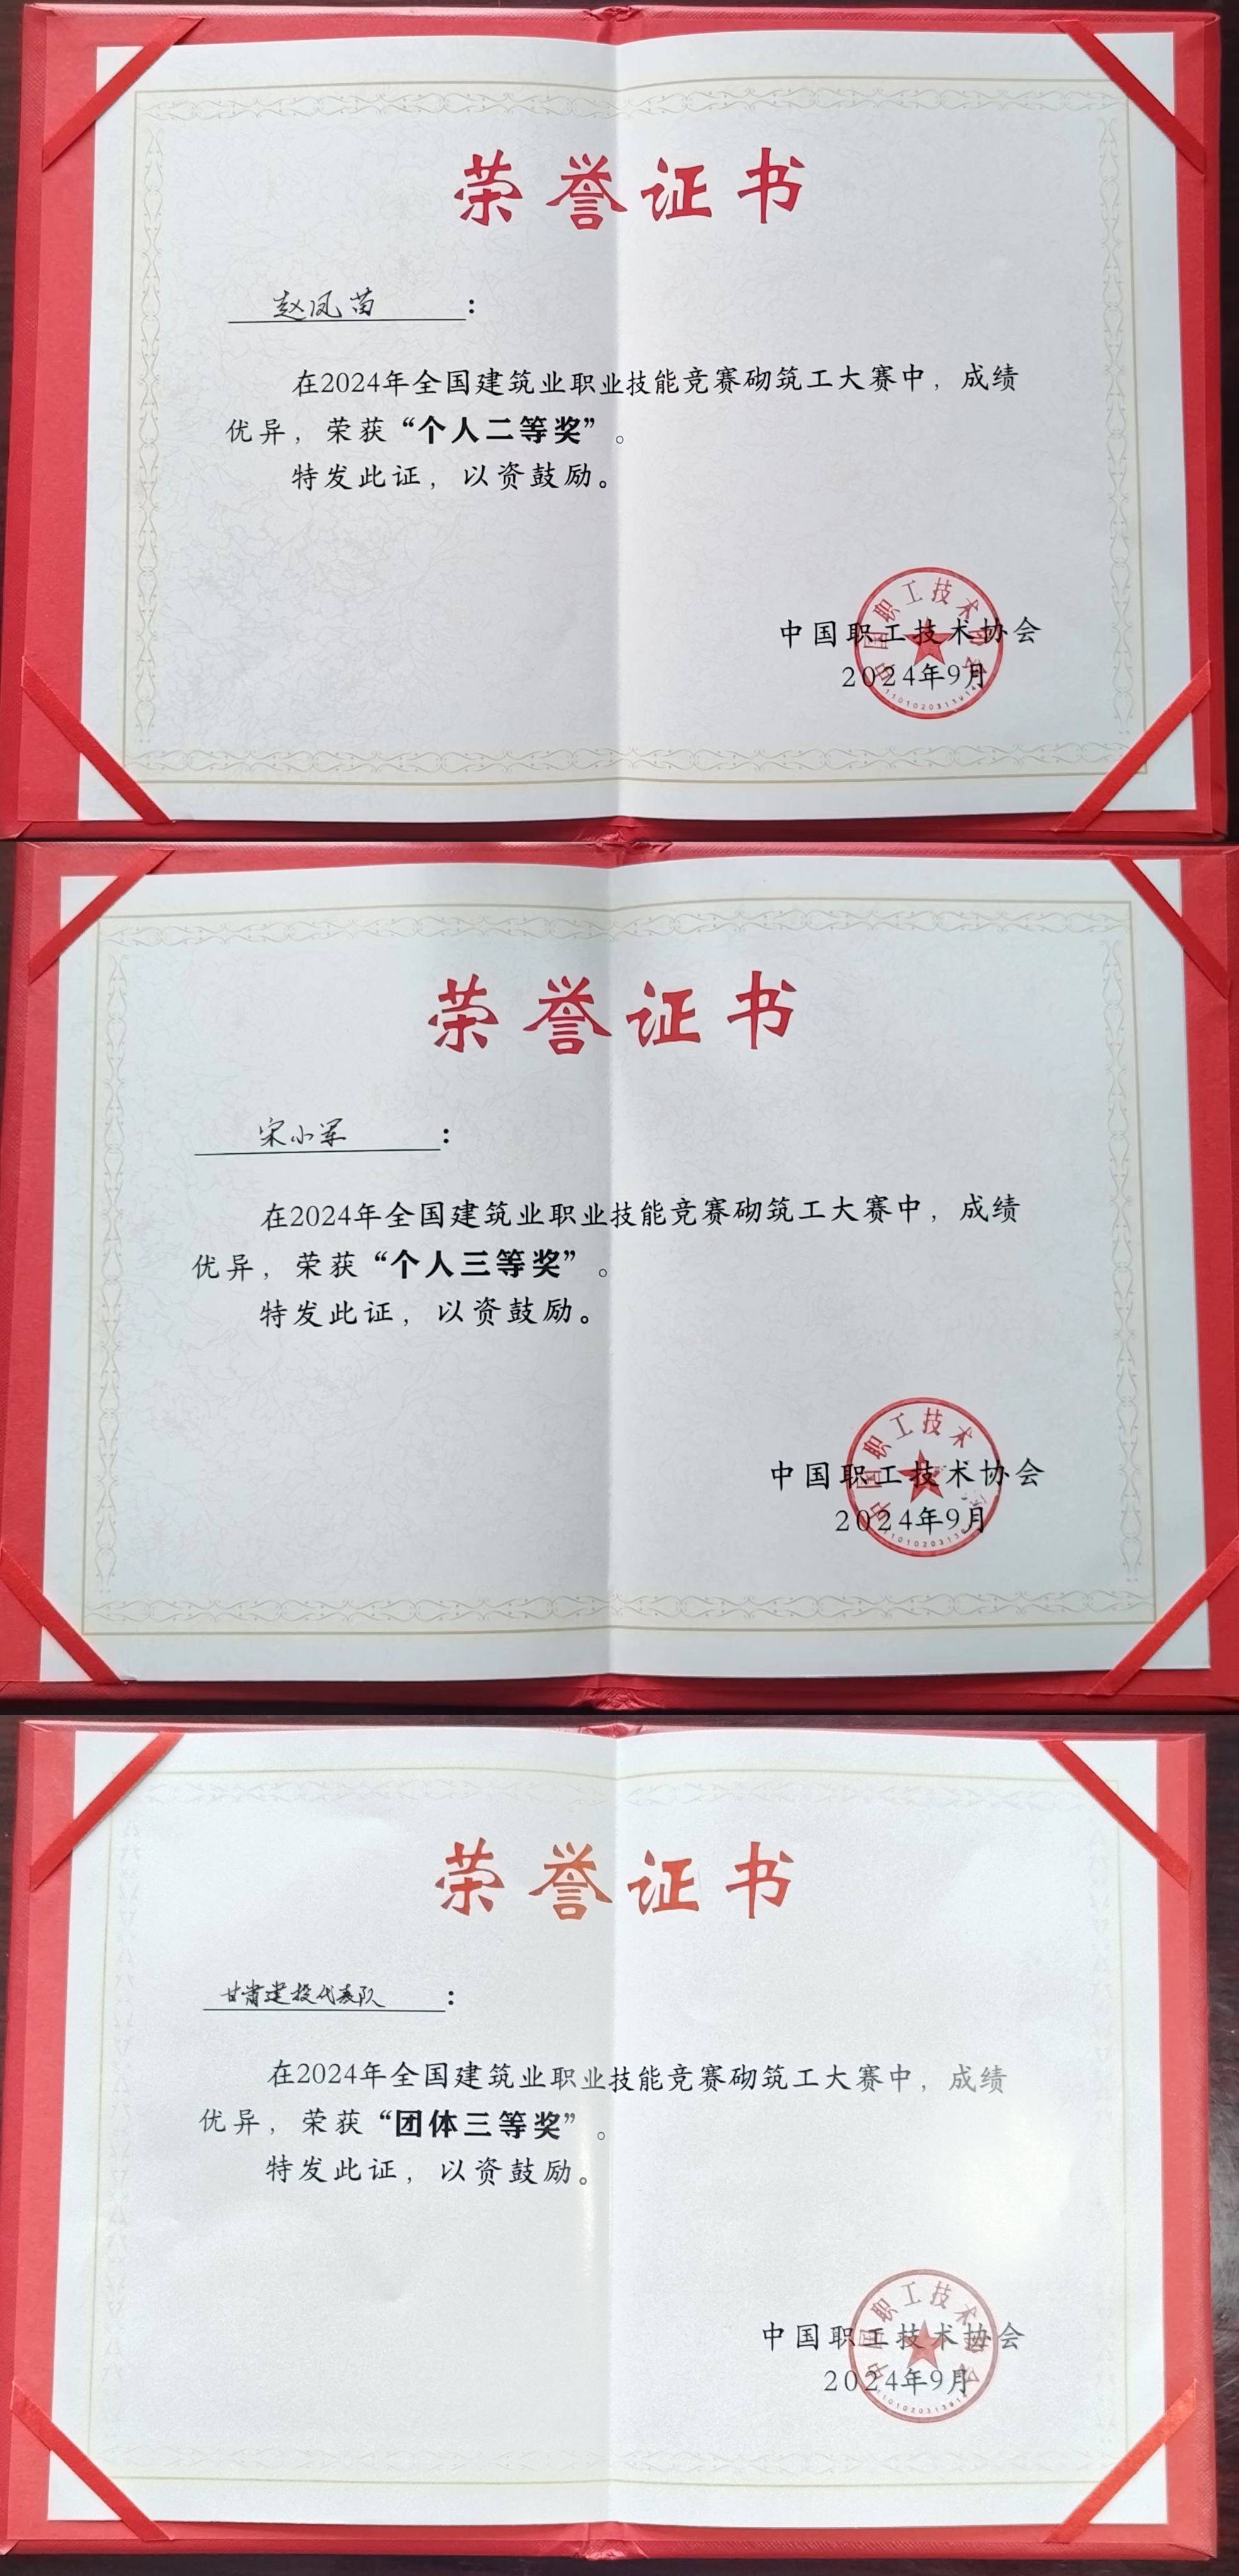 荣誉证书
赵凤苗：
在2024年全国建筑业职业技能竞赛砌筑工大赛中，成绩
优异，荣获“个人二等奖”。
特发此证，以资鼓励。
中国职工技术协会
2024年9月
荣誉证书
宋小军：
在2024年全国建筑业职业技能竞赛砌筑工大赛中，成绩
优异，荣获“个人三等奖”。
特发此证，以资鼓励。
中国职工技术协会
2024年9月
荣誉证书
甘肃建投代表队：
在2024年全国建筑业职业技能竞赛砌筑工大赛中，成绩
优异，荣获“团体三等奖”。
特发此证，以资鼓励。
中国职工技术协会
2024年9月